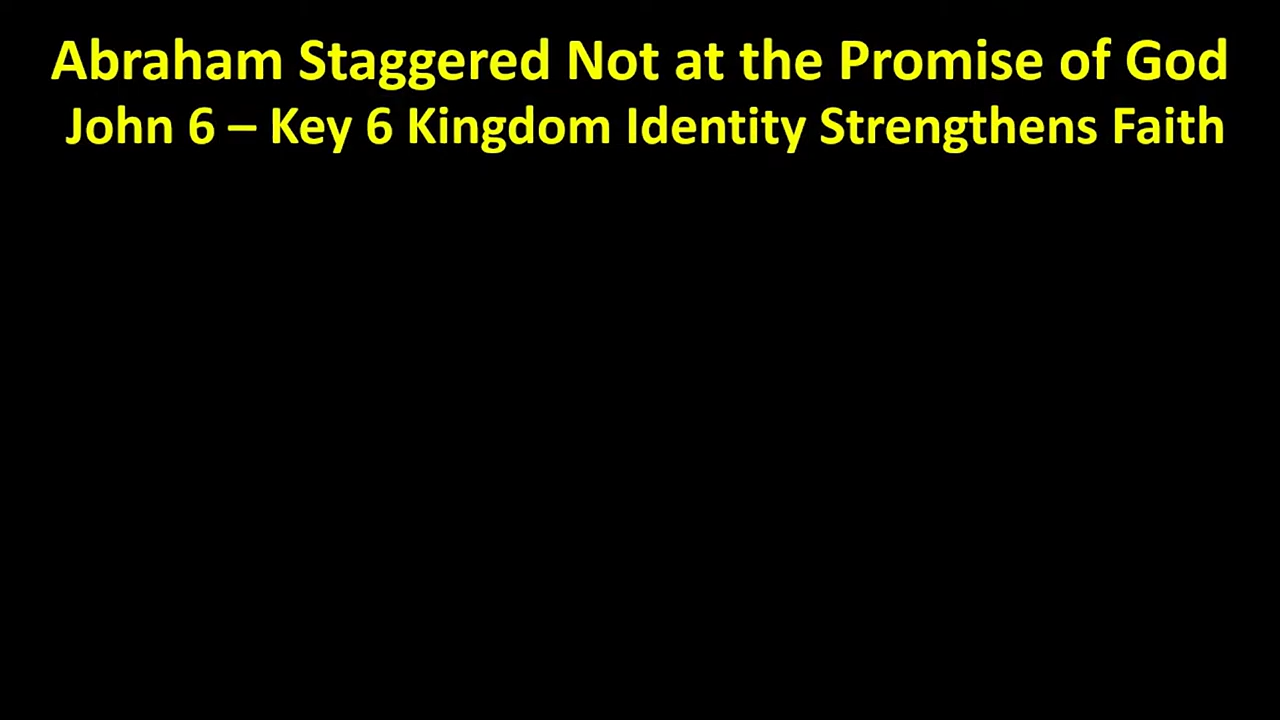 Abraham Staggered Not at the Promise of God
John 6 – Key 6 Kingdom Identity Strengthens Faith